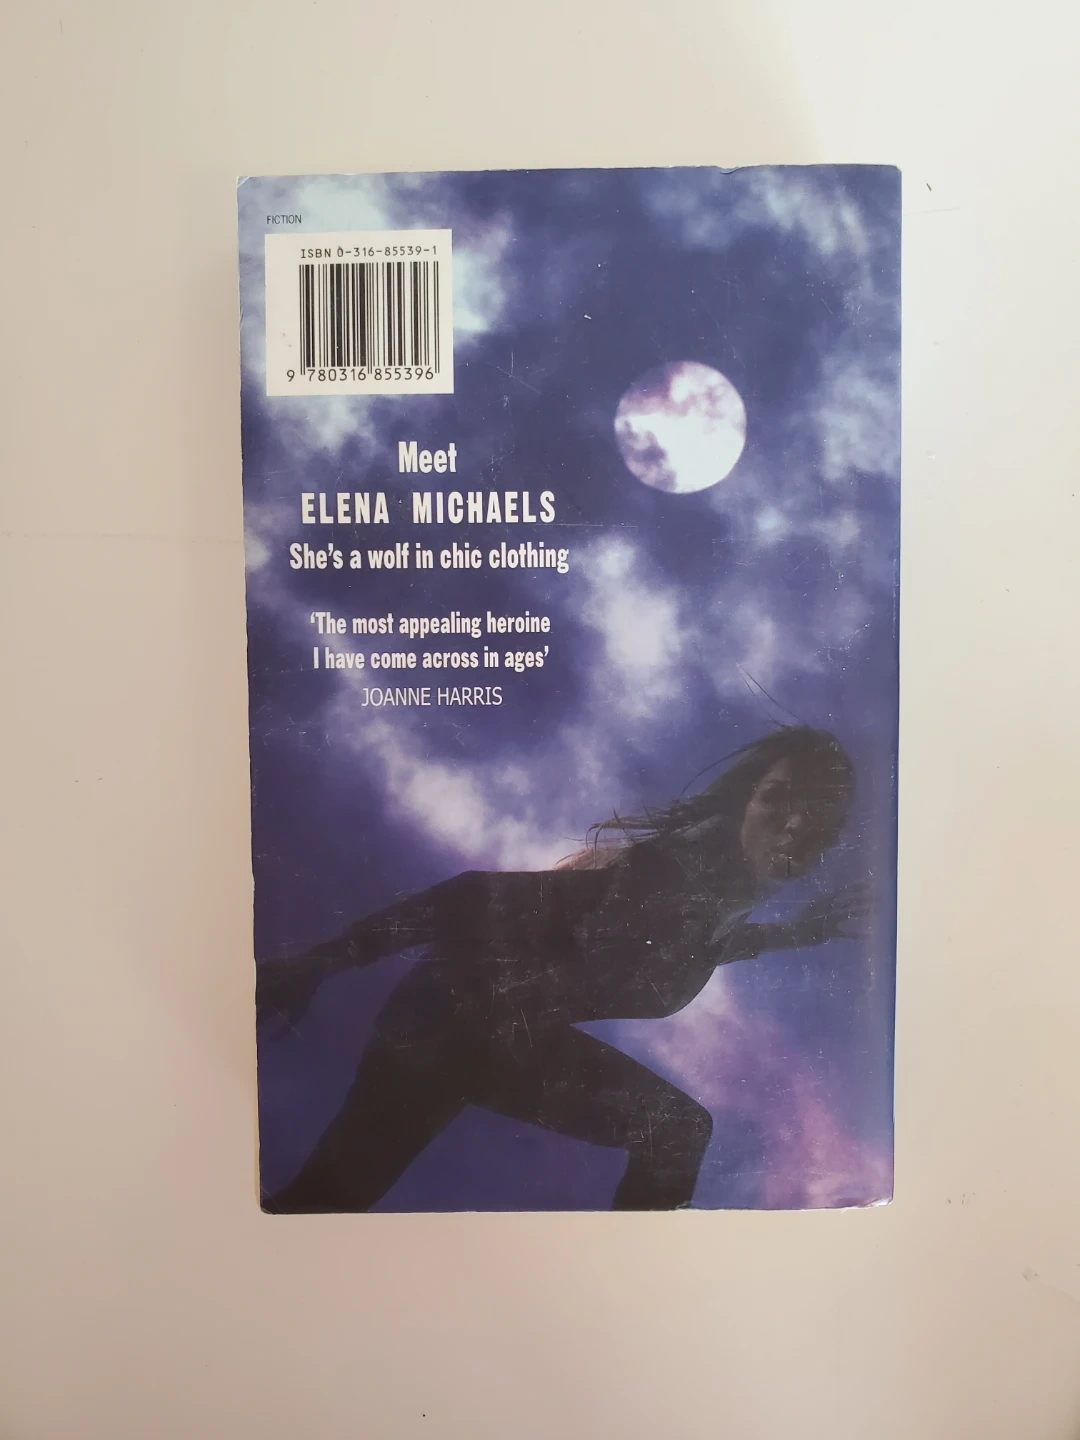 FICTION
ISBN 0-316-85539-1
9 780316 855396
Meet
ELENA MICHAELS
She's a wolf in chic clothing
‘The most appealing heroine
I have come across in ages’
JOANNE HARRIS